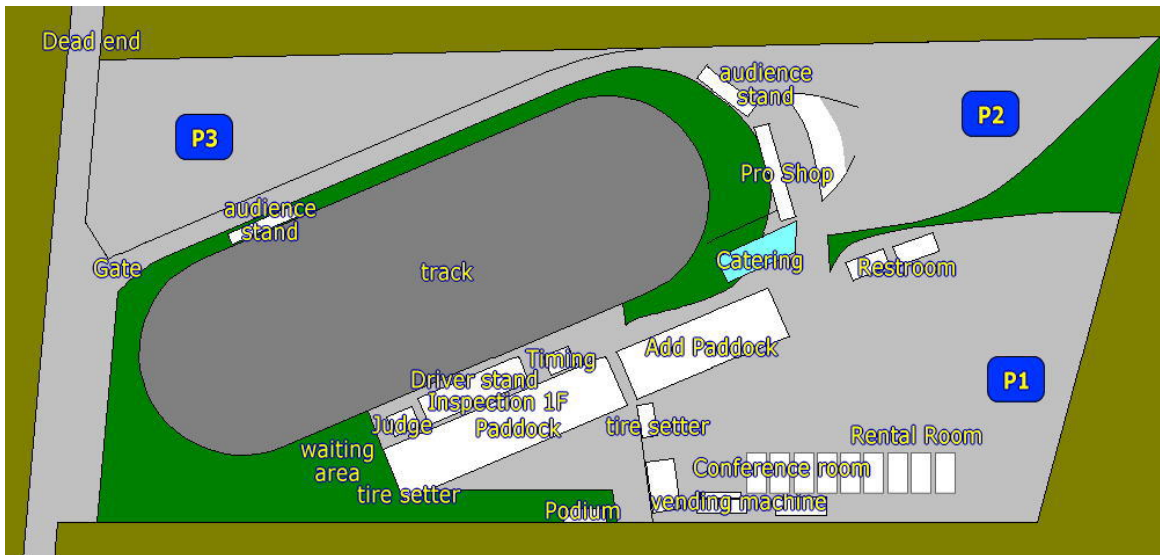 Dead end
audience
stand
P3
P2
Pro Shop
audience
stand
Gate
track
Catering
Restroom
Timing
Add Paddock
Driver stand
P1
Inspection 1F
Judge
Paddock
tire setter
Rental Room
waiting
area
Conference room
tire setter
vending machine
Podium